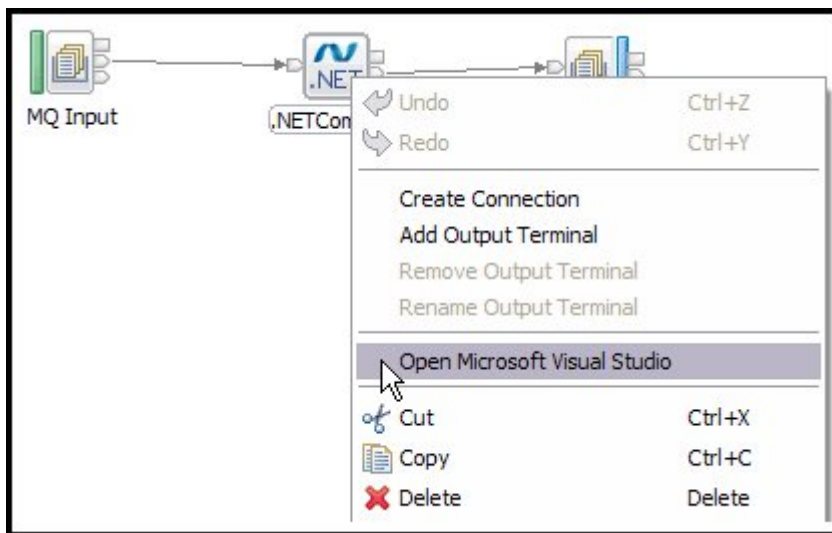 .NET
MQ Input
.NETCom
Undo Ctrl+Z
Redo Ctrl+Y
Create Connection
Add Output Terminal
Remove Output Terminal
Rename Output Terminal
Open Microsoft Visual Studio
Cut Ctrl+X
Copy Ctrl+C
Delete Delete